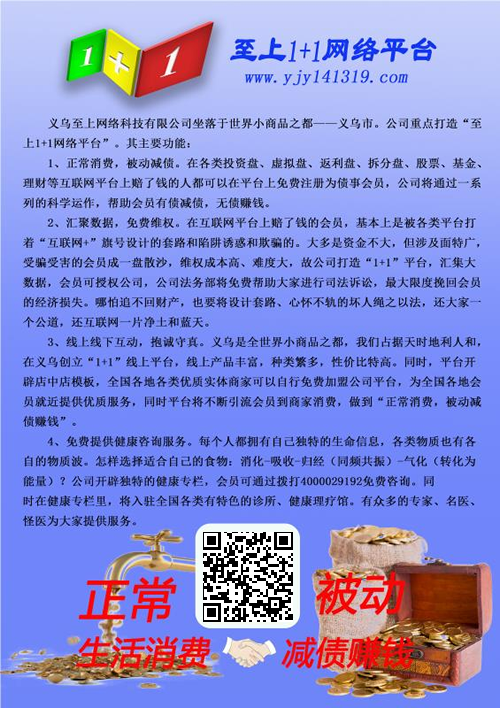 1+1
至上1+1网络平台
www.yjy141319.com
义乌至上网络科技有限公司坐落于世界小商品之都——义乌市。公司重点打造“至
上1+1网络平台”。其主要功能：
1、正常消费，被动减债。在各类投资盘、虚拟盘、返利盘、拆分盘、股票、基金、
理财等互联网平台上赔了钱的人都可以在平台上免费注册为债事会员，公司将通过一系
列的科学运作，帮助会员有债减债，无债赚钱。
2、汇聚数据，免费维权。在互联网平台上赔了钱的会员，基本上是被各类平台打
着“互联网+”旗号设计的套路和陷阱诱惑和欺骗的。大多是资金不大，但涉及面特广，
受骗受害的会员成一盘散沙，维权成本高、难度大，故公司打造“1+1”平台，汇集大
数据，会员可授权公司，公司法务部将免费帮助大家进行司法诉讼，最大限度挽回会员
的经济损失。哪怕追不回财产，也要将设计套路、心怀不轨的坏人绳之以法，还大家一
个公道，还互联网一片净土和蓝天。
3、线上线下互动，抱诚守真。义乌是全世界小商品之都，我们占据天时地利人和，
在义乌创立“1+1”线上平台，线上产品丰富，种类繁多，性价比特高。同时，平台开
辟店中店模板，全国各地各类优质实体商家可以自行免费加盟公司平台，为全国各地会
员就近提供优质服务，同时平台将不断引流会员到商家消费，做到“正常消费，被动减
债赚钱”。
4、免费提供健康咨询服务。每个人都拥有自己独特的生命信息，各类物质也有各
自的物质波。怎样选择适合自己的食物：消化-吸收-归经（同频共振）-气化（转化为
能量）？公司开辟独特的健康专栏，会员可通过拨打4000029192免费咨询。同
时在健康专栏里，将入驻全国各类有特色的诊所、健康理疗馆。有众多的专家、名医、
怪医为大家提供服务。
正常
被动
生活消费
减债赚钱